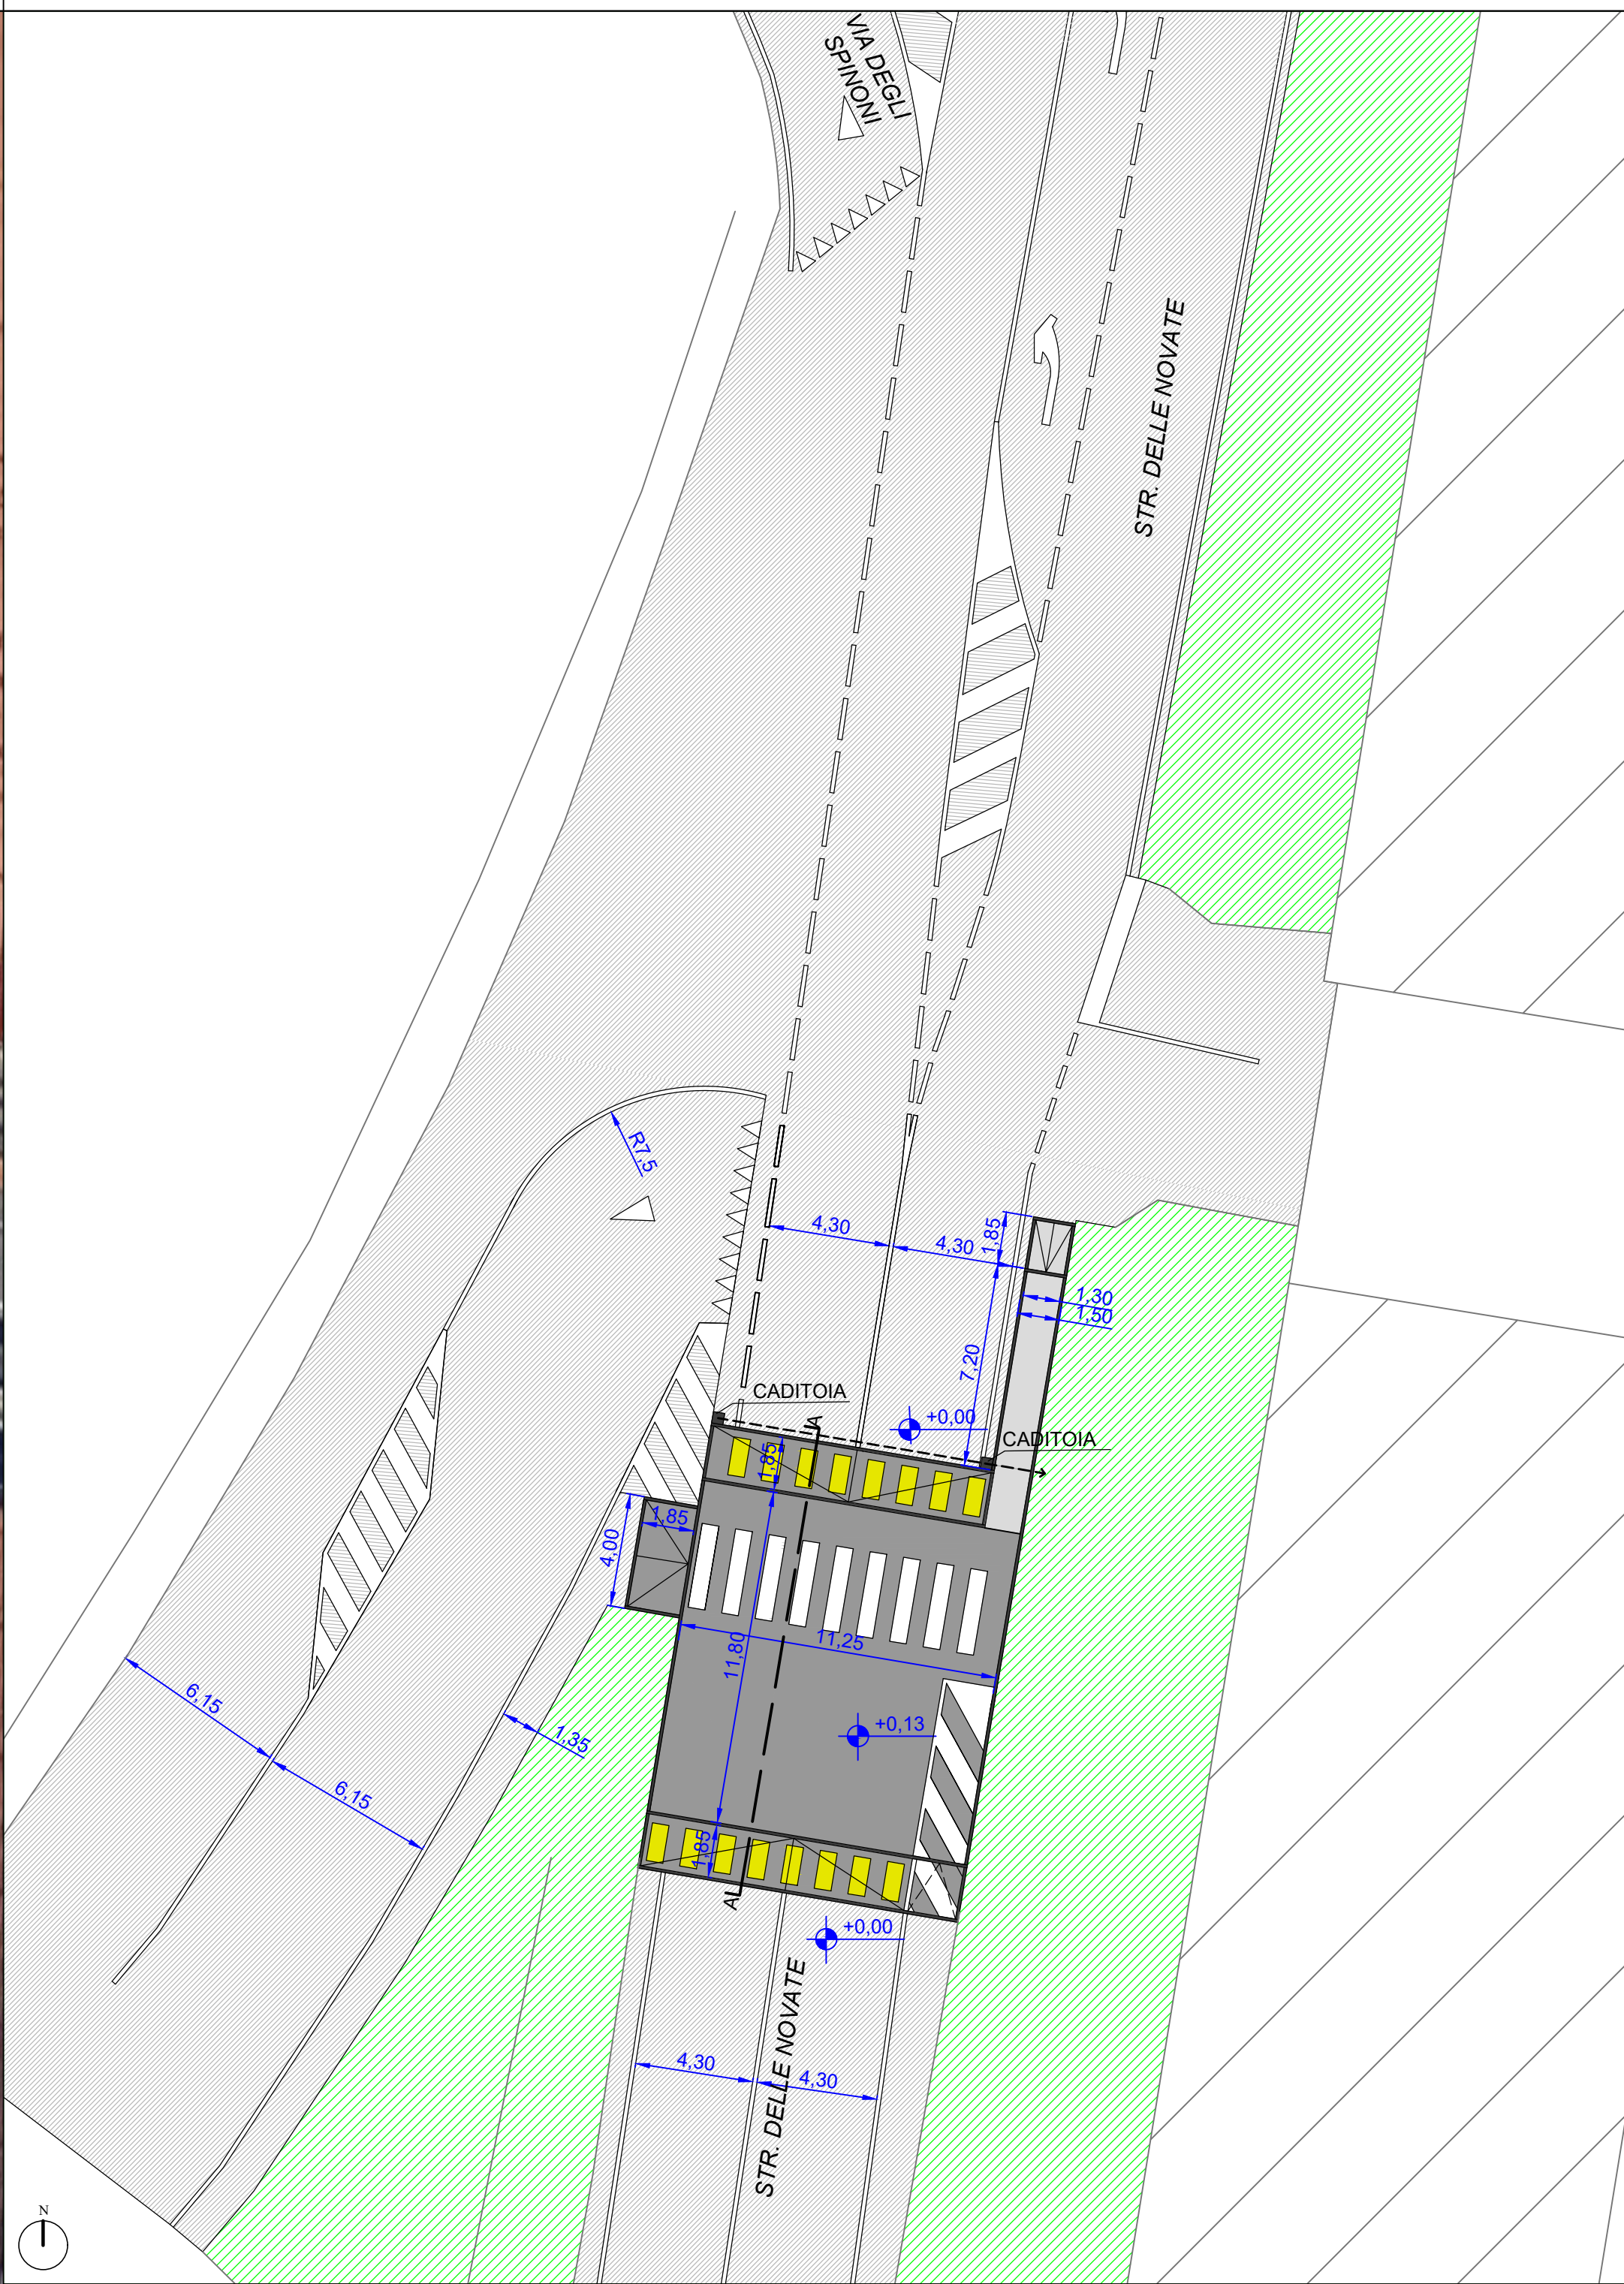 VIA DEGLI
SPINONI
STR. DELLE NOVATE
R7,5
4,30
4,30
1,85
1,30
1,50
7,20
CADITOIA
+0,00
CADITOIA
A
1,85
1,85
4,00
11,80
11,25
+0,13
6,15
1,35
6,15
1,85
A
+0,00
STR. DELLE NOVATE
4,30
4,30
N